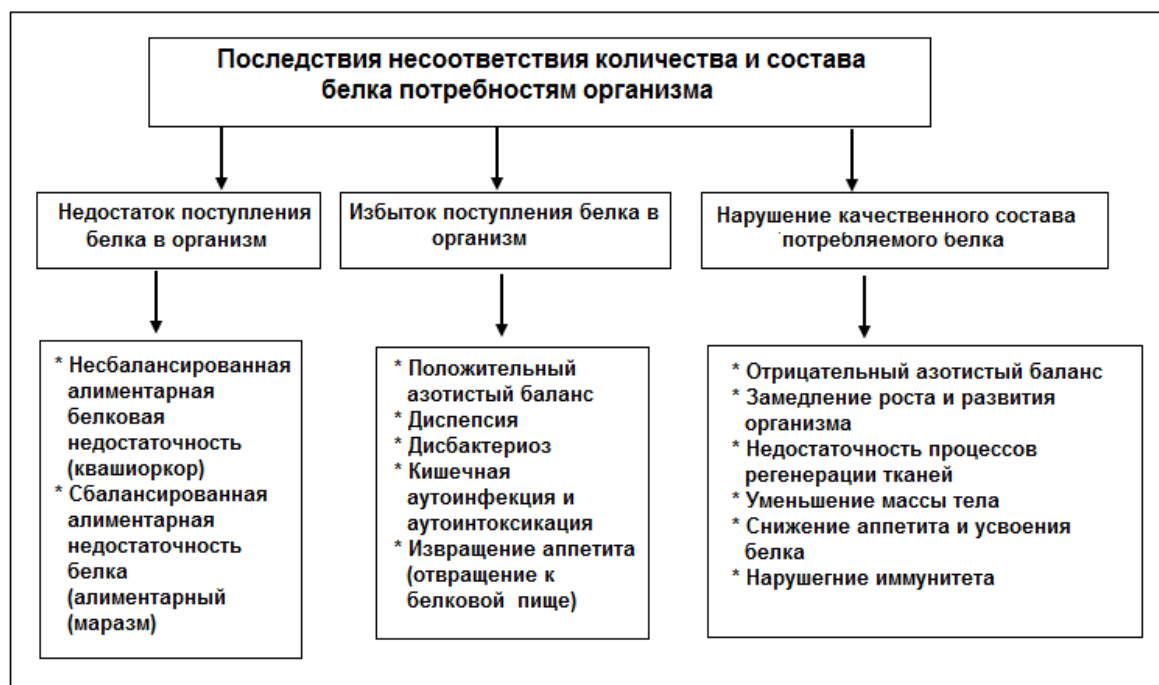 Последствия несоответствия количества и состава
белка потребностям организма
Недостаток поступления
белка в организм
Избыток поступления белка в
организм
Нарушение качественного состава
потребляемого белка
* Несбалансированная
алиментарная
белковая
недостаточность
(квашиоркор)
* Сбалансированная
алиментарная
недостаточность
белка
(алиментарный
(маразм)
* Положительный
азотистый баланс
* Диспепсия
* Дисбактериоз
* Кишечная
аутоинфекция и
аутоинтоксикация
* Извращение аппетита
(отвращение к
белковой пище)
* Отрицательный азотистый баланс
* Замедление роста и развития
организма
* Недостаточность процессов
регенерации тканей
* Уменьшение массы тела
* Снижение аппетита и усвоения
белка
* Нарушегние иммунитета